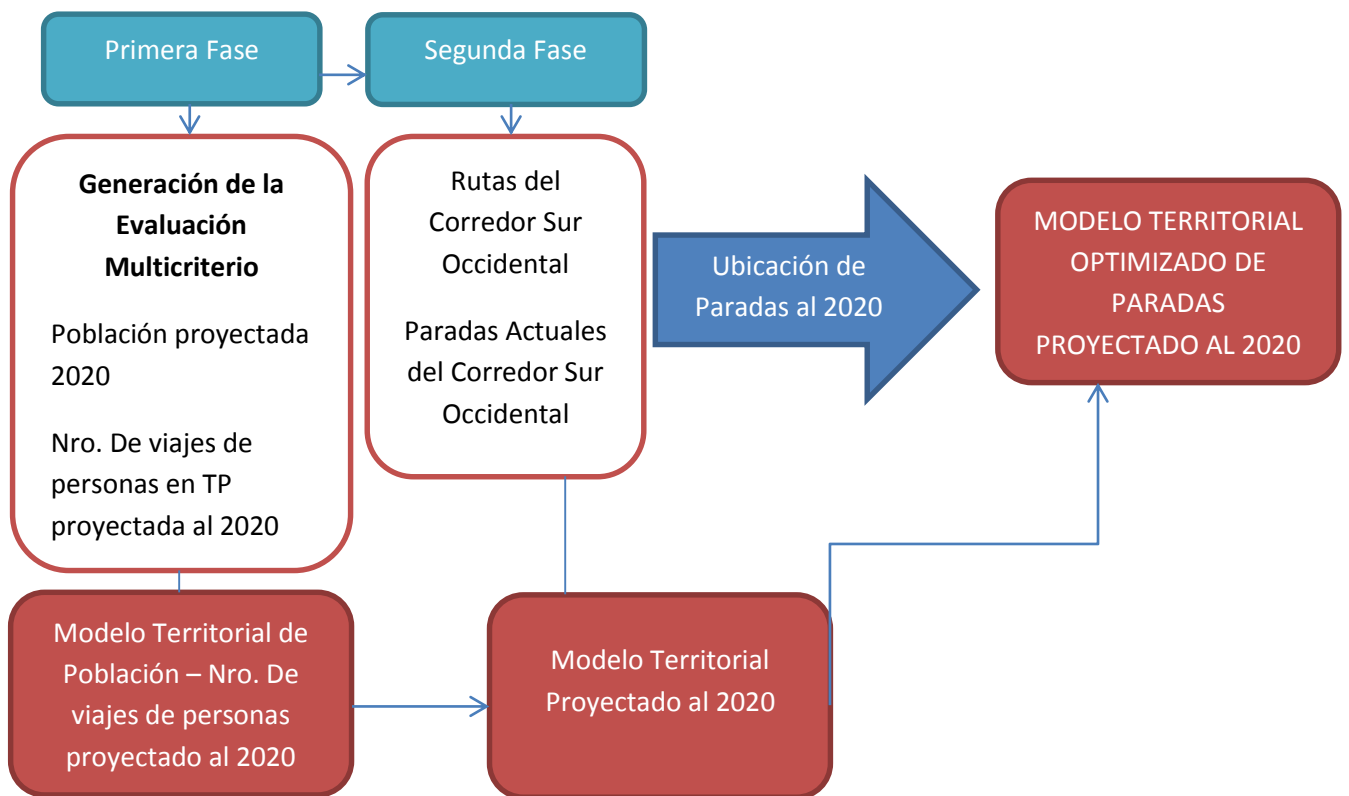 Primera Fase
Segunda Fase
Generación de la
Evaluación
Multicriterio
Población proyectada
2020
Nro. De viajes de
personas en TP
proyectada al 2020
Rutas del
Corredor Sur
Occidental
Paradas Actuales
del Corredor Sur
Occidental
Ubicación de
Paradas al 2020
MODELO TERRITORIAL
OPTIMIZADO DE
PARADAS
PROYECTADO AL 2020
Modelo Territorial de
Población – Nro. De
viajes de personas
proyectado al 2020
Modelo Territorial
Proyectado al 2020